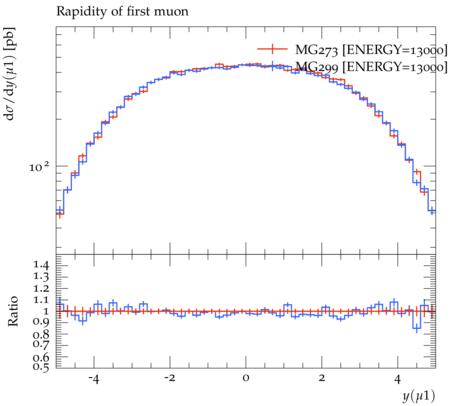 Rapidity of first muon
dσ/dy(μ1) [pb]
MG273 [ENERGY=13000]
MG299 [ENERGY=13000]
10²
1.4
1.3
1.2
1.1
1
0.9
0.8
0.7
0.6
0.5
Ratio
-4 -2 0 2 4
y(μ1)